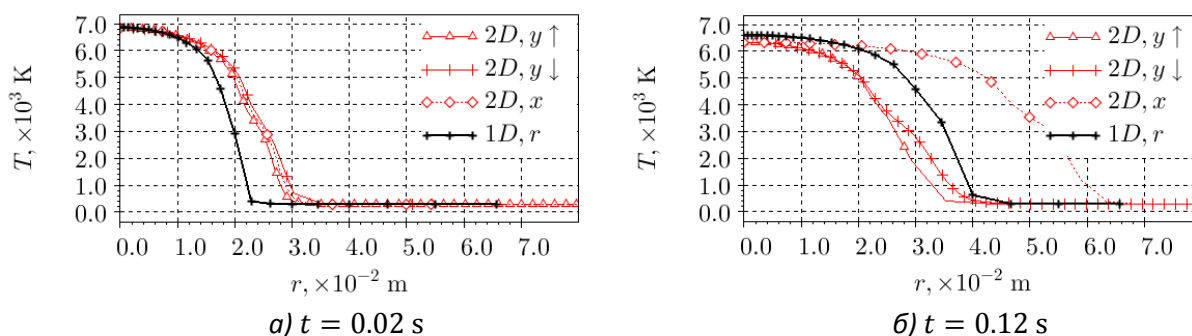 7.0
6.0
5.0
4.0
3.0
2.0
1.0
0.0
T, ×10³ K
2D, y ↑
2D, y ↓
2D, x
1D, r
0.0 1.0 2.0 3.0 4.0 5.0 6.0 7.0
r, ×10⁻² m
а) t = 0.02 s
7.0
6.0
5.0
4.0
3.0
2.0
1.0
0.0
T, ×10³ K
2D, y ↑
2D, y ↓
2D, x
1D, r
0.0 1.0 2.0 3.0 4.0 5.0 6.0 7.0
r, ×10⁻² m
б) t = 0.12 s